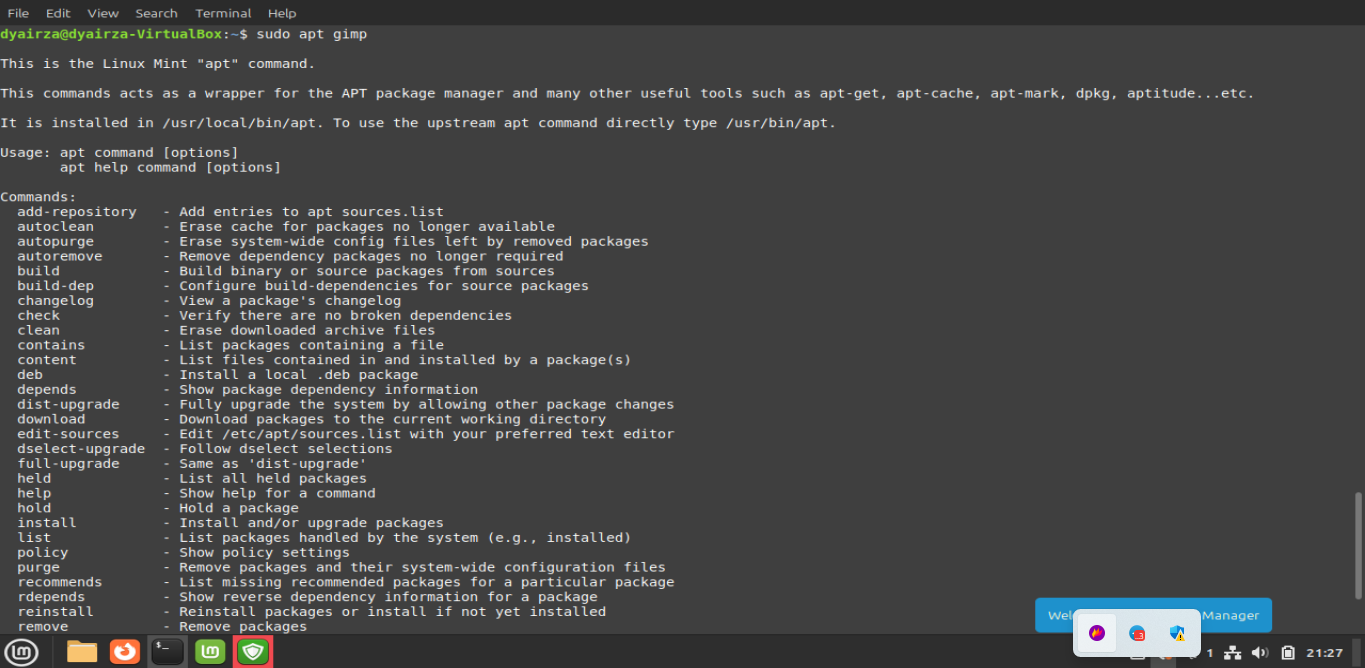 File Edit View Search Terminal Help
dyairza@dyairza-VirtualBox:~$ sudo apt gimp
This is the Linux Mint "apt" command.
This commands acts as a wrapper for the APT package manager and many other useful tools such as apt-get, apt-cache, apt-mark, dpkg, aptitude...etc.
It is installed in /usr/local/bin/apt. To use the upstream apt command directly type /usr/bin/apt.
Usage: apt command [options]
       apt help command [options]
Commands:
  add-repository   - Add entries to apt sources.list
  autoclean        - Erase cache for packages no longer available
  autopurge        - Erase system-wide config files left by removed packages
  autoremove       - Remove dependency packages no longer required
  build            - Build binary or source packages from sources
  build-dep        - Configure build-dependencies for source packages
  changelog        - View a package's changelog
  check            - Verify there are no broken dependencies
  clean            - Erase downloaded archive files
  contains         - List packages containing a file
  content          - List files contained in and installed by a package(s)
  deb              - Install a local .deb package
  depends          - Show package dependency information
  dist-upgrade     - Fully upgrade the system by allowing other package changes
  download         - Download packages to the current working directory
  edit-sources     - Edit /etc/apt/sources.list with your preferred text editor
  dselect-upgrade  - Follow dselect selections
  full-upgrade     - Same as 'dist-upgrade'
  held             - List all held packages
  help             - Show help for a command
  hold             - Hold a package
  install          - Install and/or upgrade packages
  list             - List packages handled by the system (e.g., installed)
  policy           - Show policy settings
  purge            - Remove packages and their system-wide configuration files
  recommends       - List missing recommended packages for a particular package
  rdepends         - Show reverse dependency information for a package
  reinstall        - Reinstall packages or install if not yet installed
  remove           - Remove packages
Manager
1 21:27